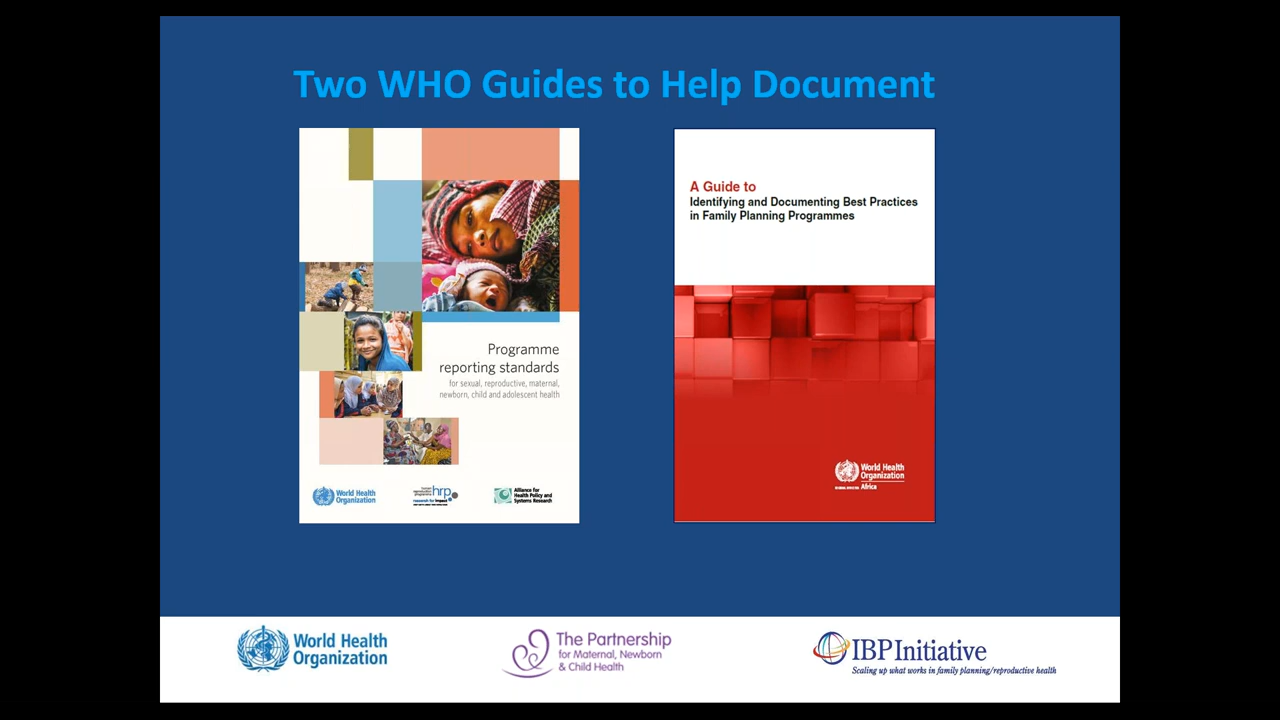 Two WHO Guides to Help Document
Programme
reporting standards
for sexual, reproductive, maternal,
newborn, child and adolescent health
World Health
Organization
hrp
research for impact
Alliance for
Health Policy and
Systems Research
A Guide to
Identifying and Documenting Best Practices
in Family Planning Programmes
World Health
Organization
Africa
World Health
Organization
The Partnership
for Maternal, Newborn
& Child Health
IBPInitiative
Scaling up what works in family planning/reproductive health